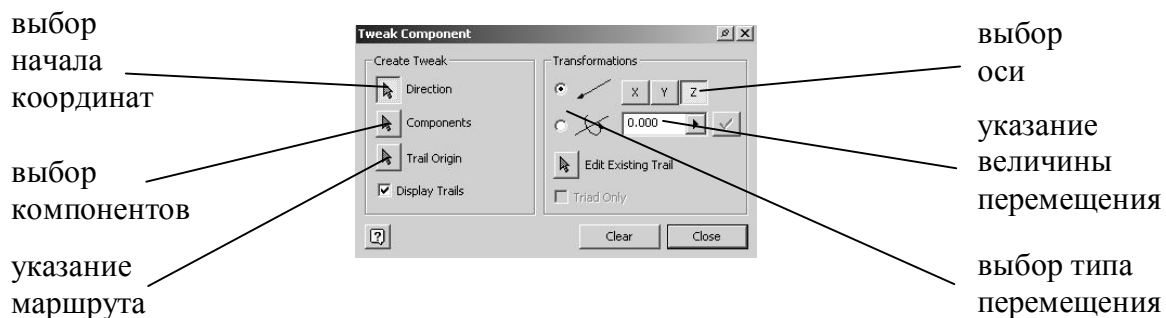 выбор
начала
координат
выбор
компонентов
указание
маршрута
Tweak Component
Create Tweak
Direction
Components
Trail Origin
Display Trails
Transformations
X Y Z
0.000
Edit Existing Trail
Triad Only
Clear Close
выбор
оси
указание
величины
перемещения
выбор типа
перемещения